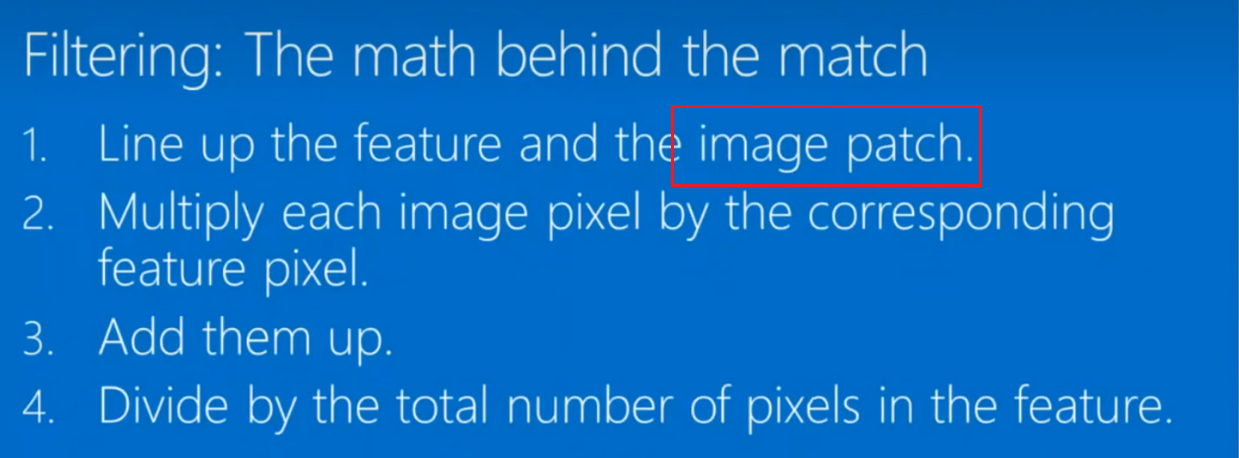 Filtering: The math behind the match
1. Line up the feature and the image patch.
2. Multiply each image pixel by the corresponding
feature pixel.
3. Add them up.
4. Divide by the total number of pixels in the feature.